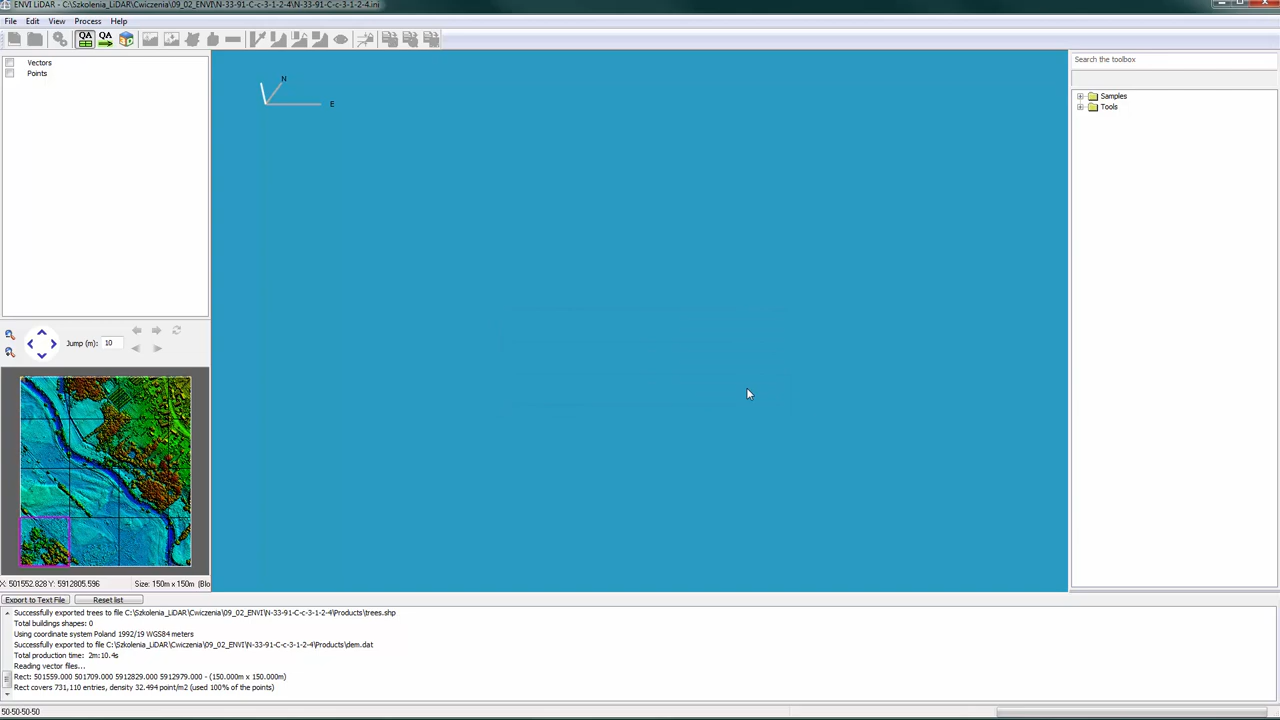 ENVI LiDAR - C:\Szkolenia_LiDAR\Cwiczenia\09_02_ENVI\N-33-91-C-c-3-1-2-4\N-33-91-C-c-3-1-2-4.ini
File Edit View Process Help
QA QA
Vectors
Points
N
E
Search the toolbox
Samples
Tools
Jump (m): 10
X: 501552.828 Y: 5912805.596 Size: 150m x 150m (Blo
Export to Text File Reset list
Successfully exported trees to file C:\Szkolenia_LiDAR\Cwiczenia\09_02_ENVI\N-33-91-C-c-3-1-2-4\Products\trees.shp
Total buildings shapes: 0
Using coordinate system Poland 1992/19 WGS84 meters
Successfully exported to file C:\Szkolenia_LiDAR\Cwiczenia\09_02_ENVI\N-33-91-C-c-3-1-2-4\Products\dem.dat
Total production time: 2m:10.4s
Reading vector files...
Rect: 501559.000 501709.000 5912829.000 5912979.000 - (150.000m x 150.000m)
Rect covers 731,110 entries, density 32.494 point/m2 (used 100% of the points)
50-50-50-50